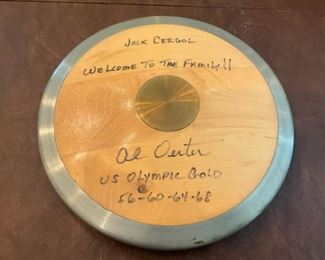 JACK CERGOL
WELCOME TO THE FAMILY!!
Al Oerter
US OLYMPIC GOLD
56-60-64-68